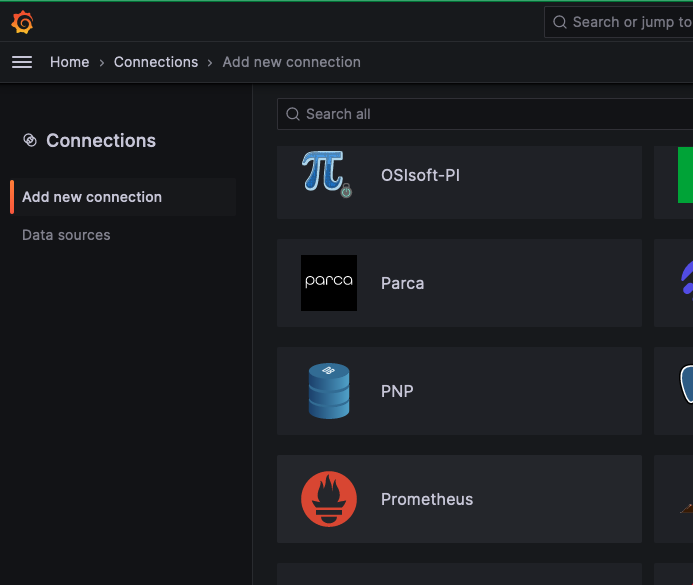 Search or jump to
Home › Connections › Add new connection
Connections
Add new connection
Data sources
Search all
OSIsoft-PI
parca
Parca
PNP
Prometheus